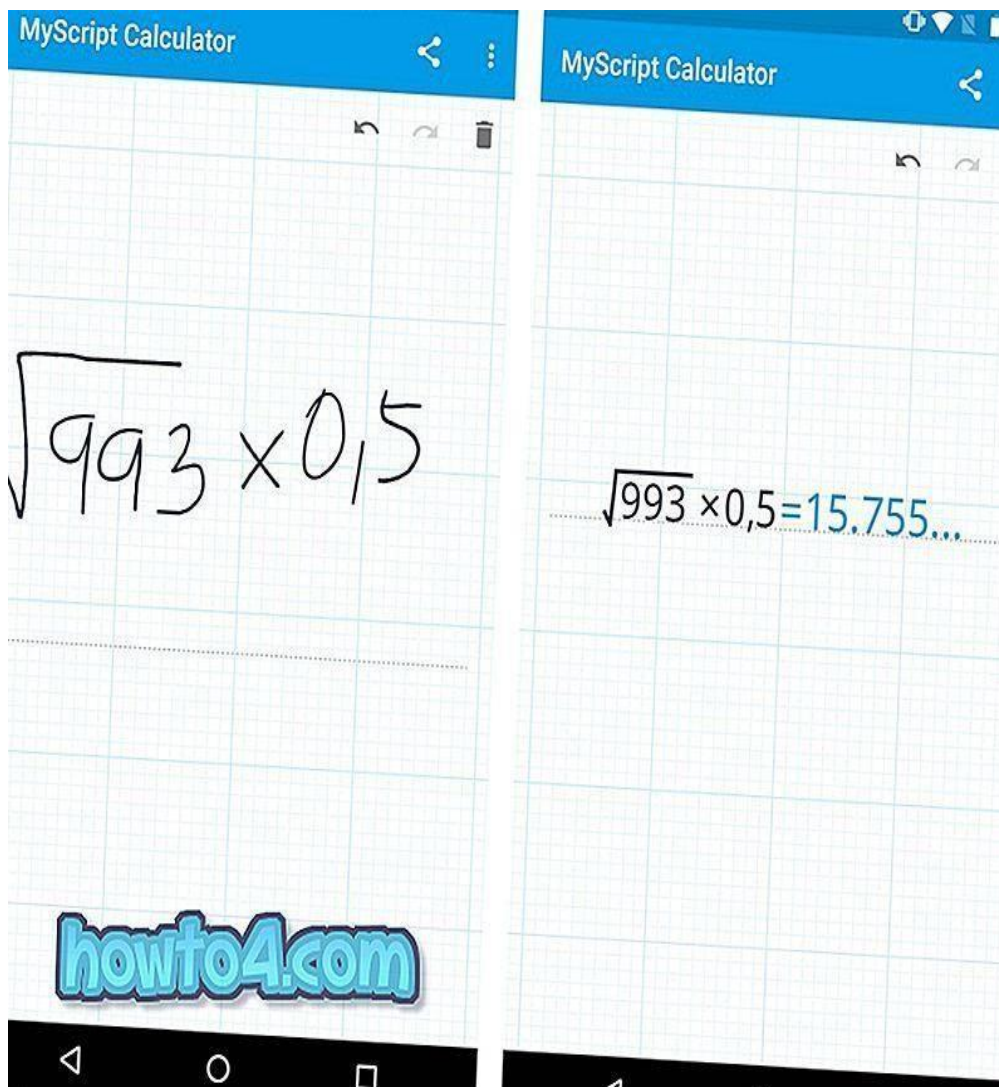 MyScript Calculator
√993 × 0,5
howto4.com
MyScript Calculator
√993 ×0,5=15.755...